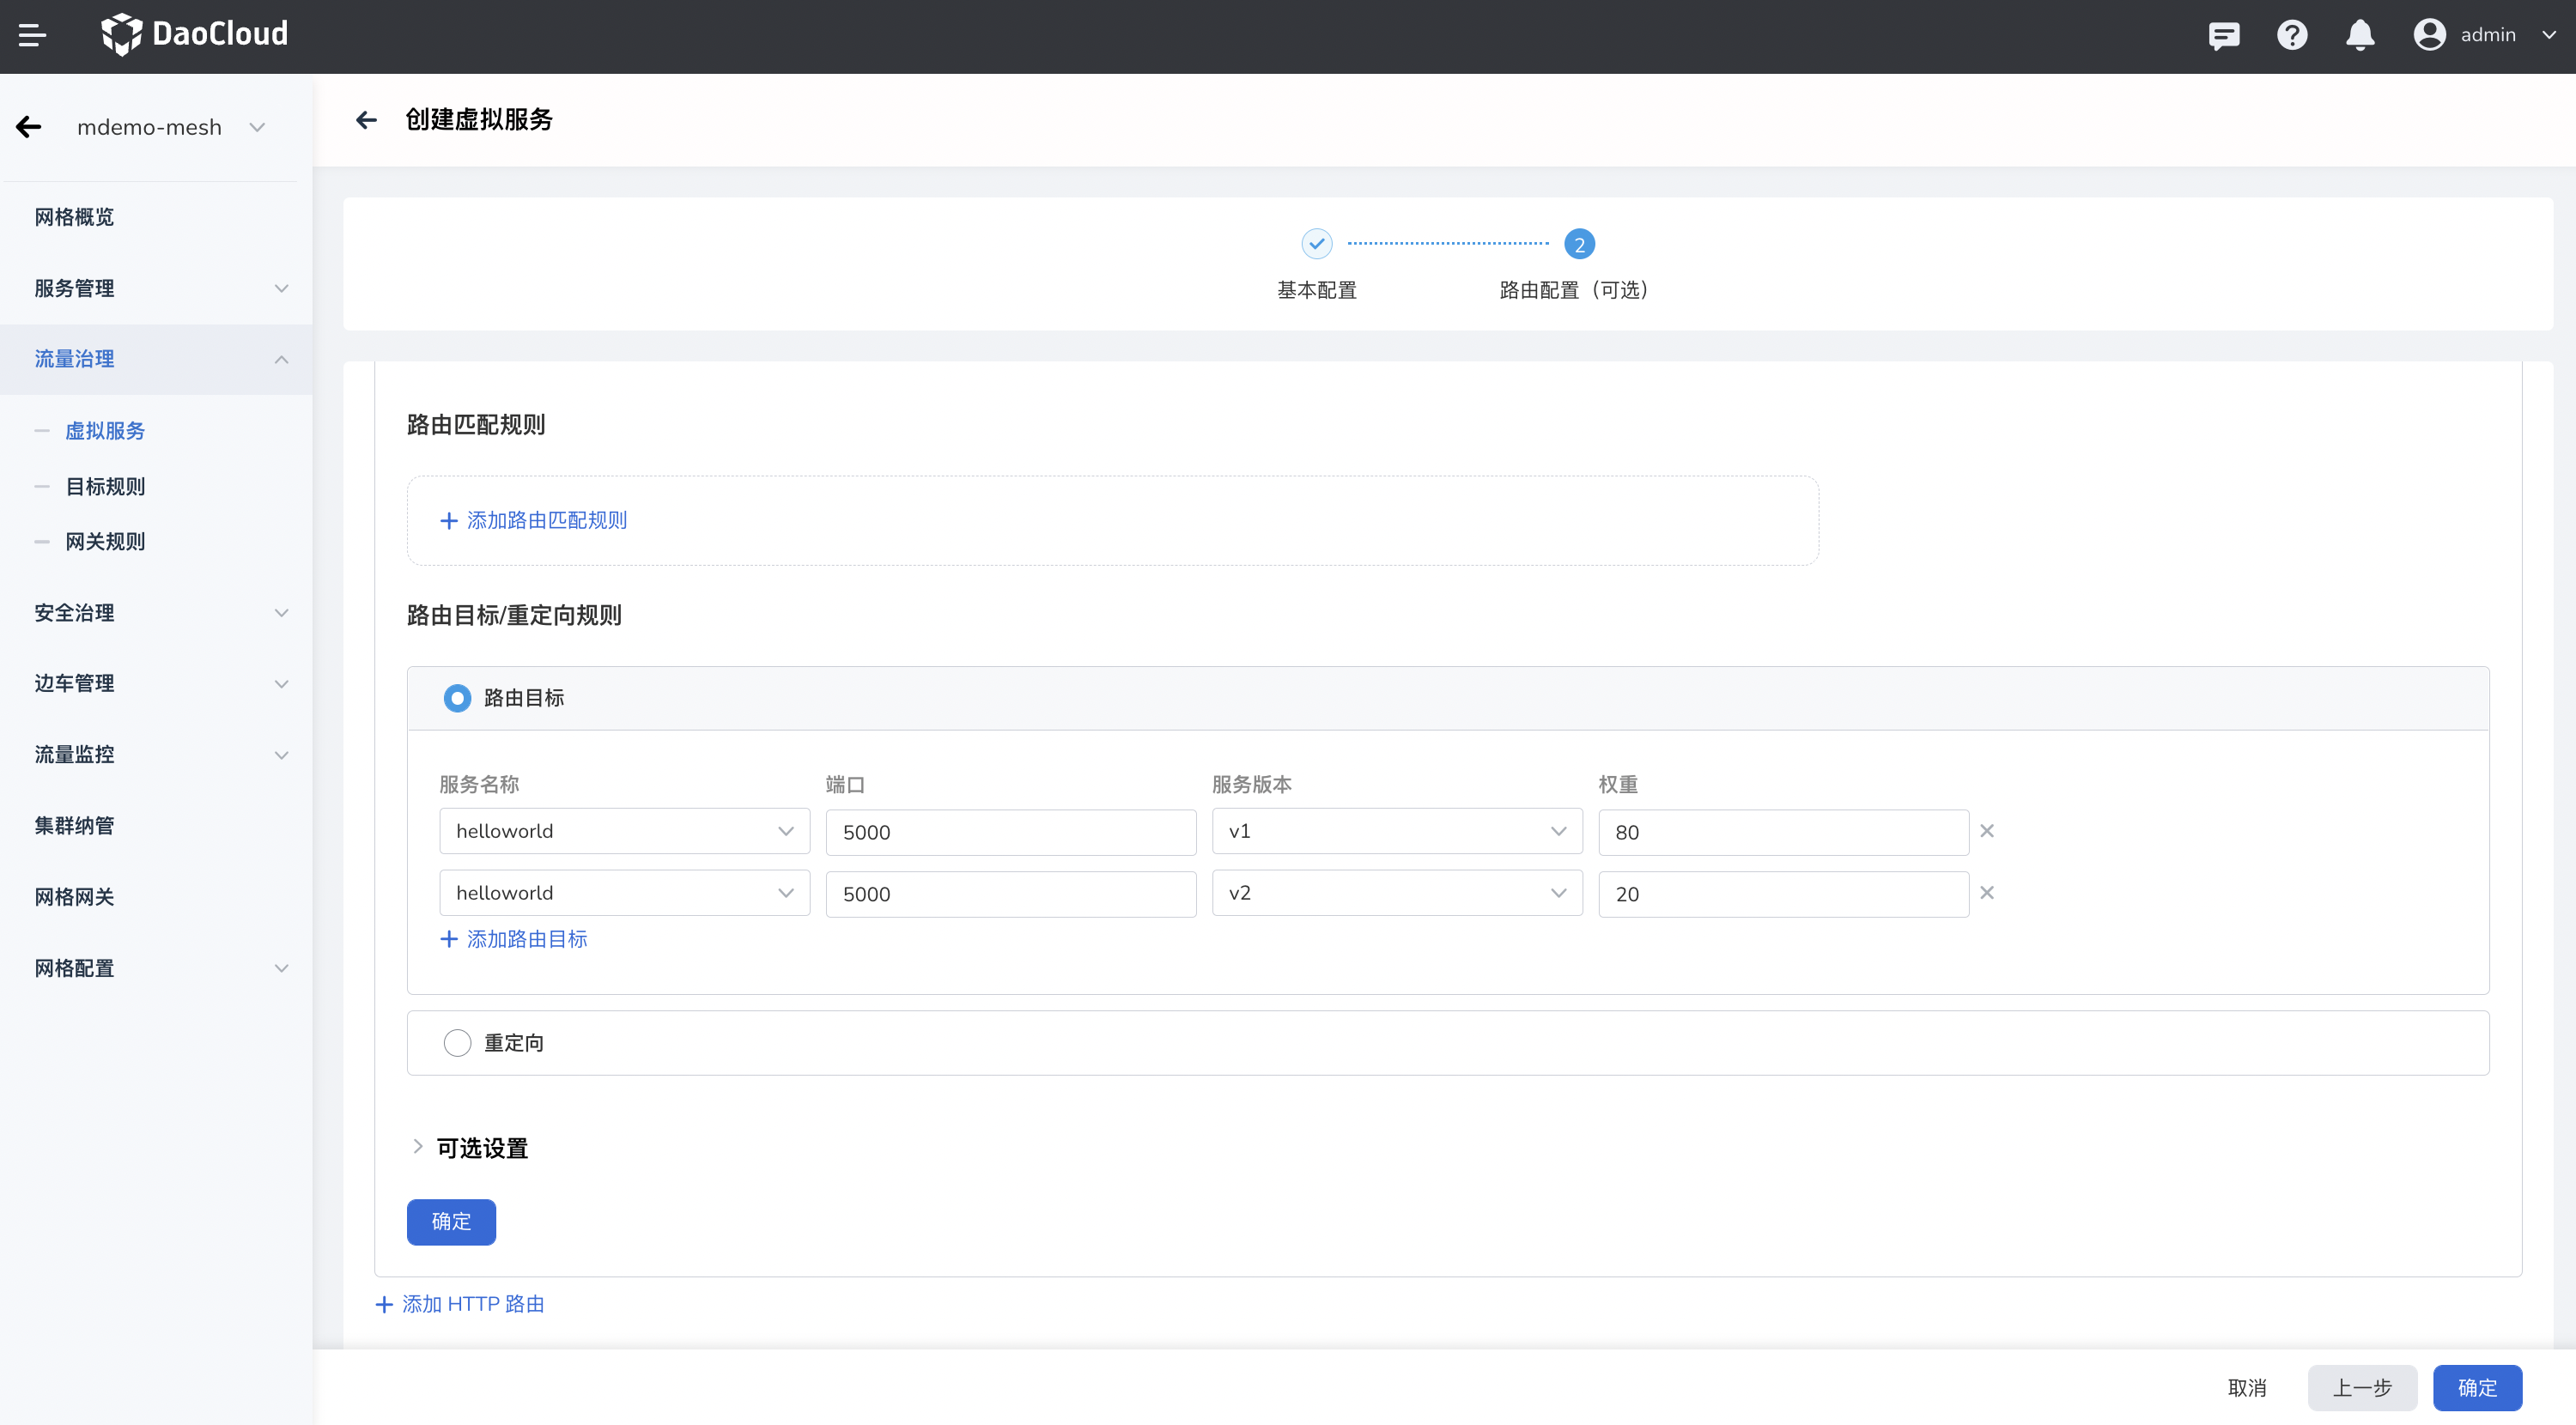 DaoCloud
admin
mdemo-mesh
网格概览
服务管理
流量治理
虚拟服务
目标规则
网关规则
安全治理
边车管理
流量监控
集群纳管
网格网关
网格配置
创建虚拟服务
2
基本配置
路由配置（可选）
路由匹配规则
添加路由匹配规则
路由目标/重定向规则
路由目标
服务名称 端口 服务版本 权重
helloworld 5000 v1 80
helloworld 5000 v2 20
添加路由目标
重定向
可选设置
确定
添加 HTTP 路由
取消 上一步 确定